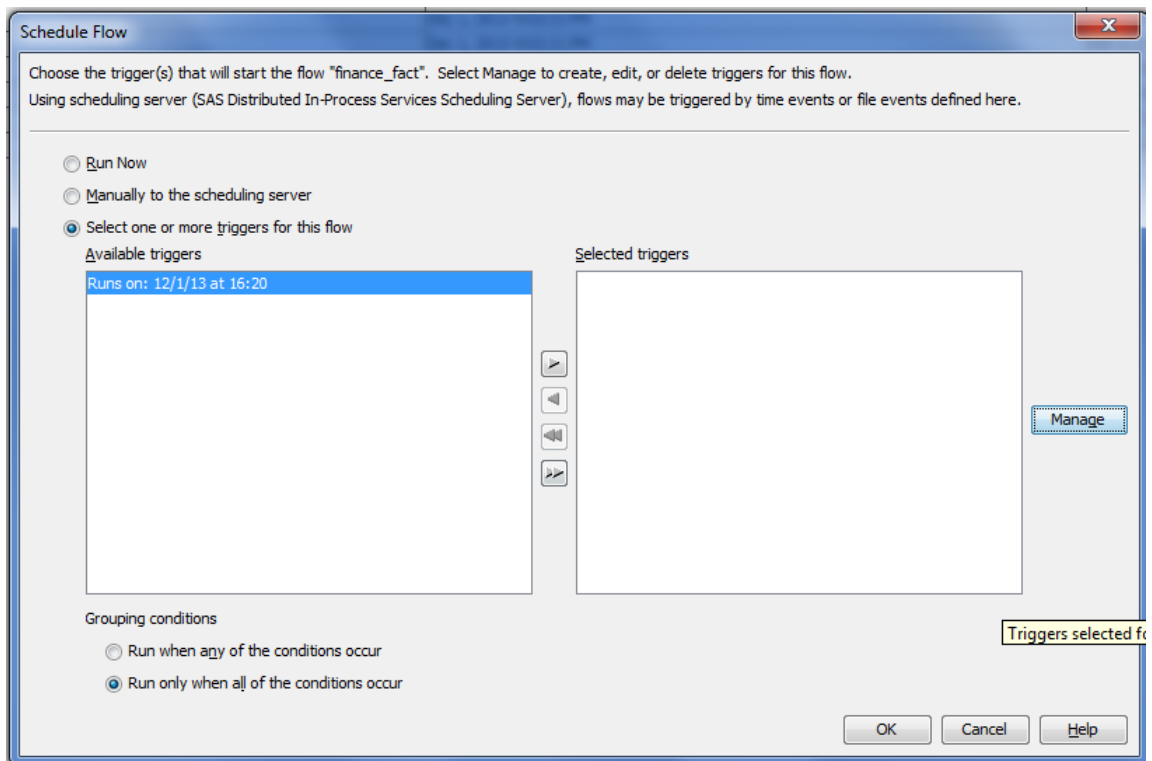 Schedule Flow
Choose the trigger(s) that will start the flow "finance_fact". Select Manage to create, edit, or delete triggers for this flow.
Using scheduling server (SAS Distributed In-Process Services Scheduling Server), flows may be triggered by time events or file events defined here.
Run Now
Manually to the scheduling server
Select one or more triggers for this flow
Available triggers
Selected triggers
Runs on: 12/1/13 at 16:20
Manage
Grouping conditions
Triggers selected fo
Run when any of the conditions occur
Run only when all of the conditions occur
OK
Cancel
Help